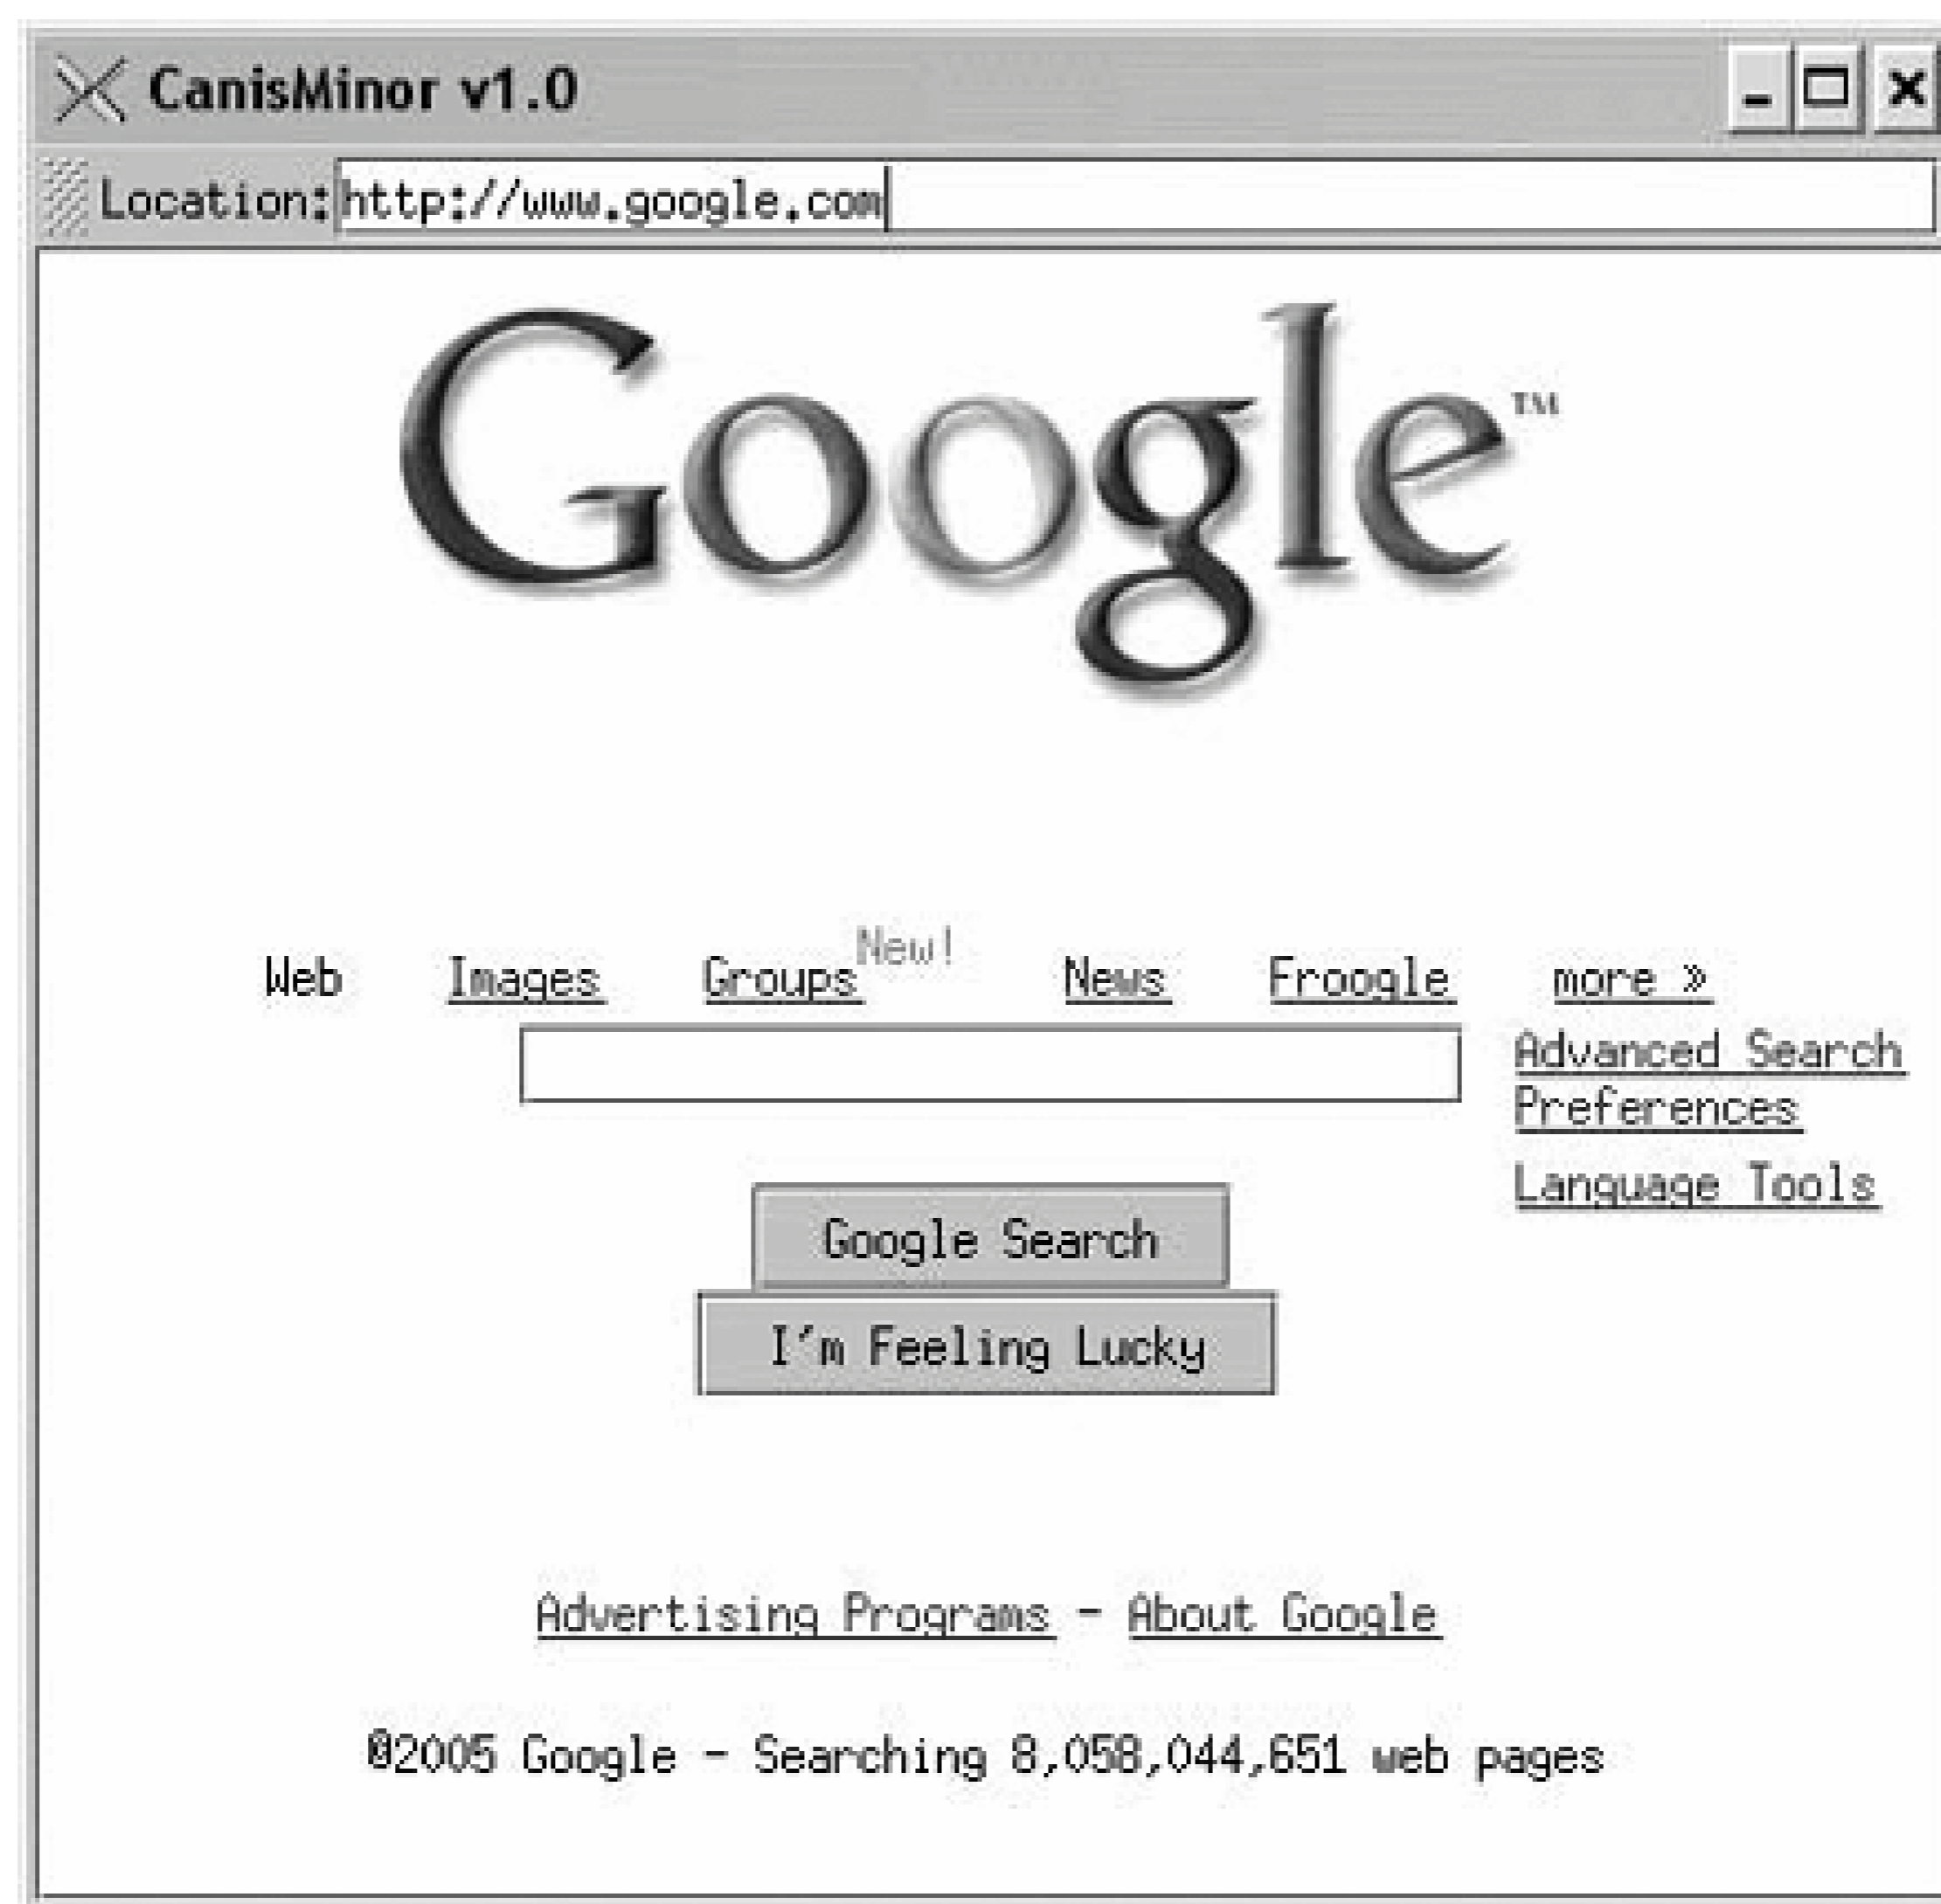 CanisMinor v1.0
Location: http://www.google.com
Google™
Web Images Groups New! News Froogle more »
Advanced Search
Preferences
Language Tools
Google Search
I'm Feeling Lucky
Advertising Programs - About Google
©2005 Google - Searching 8,058,044,651 web pages